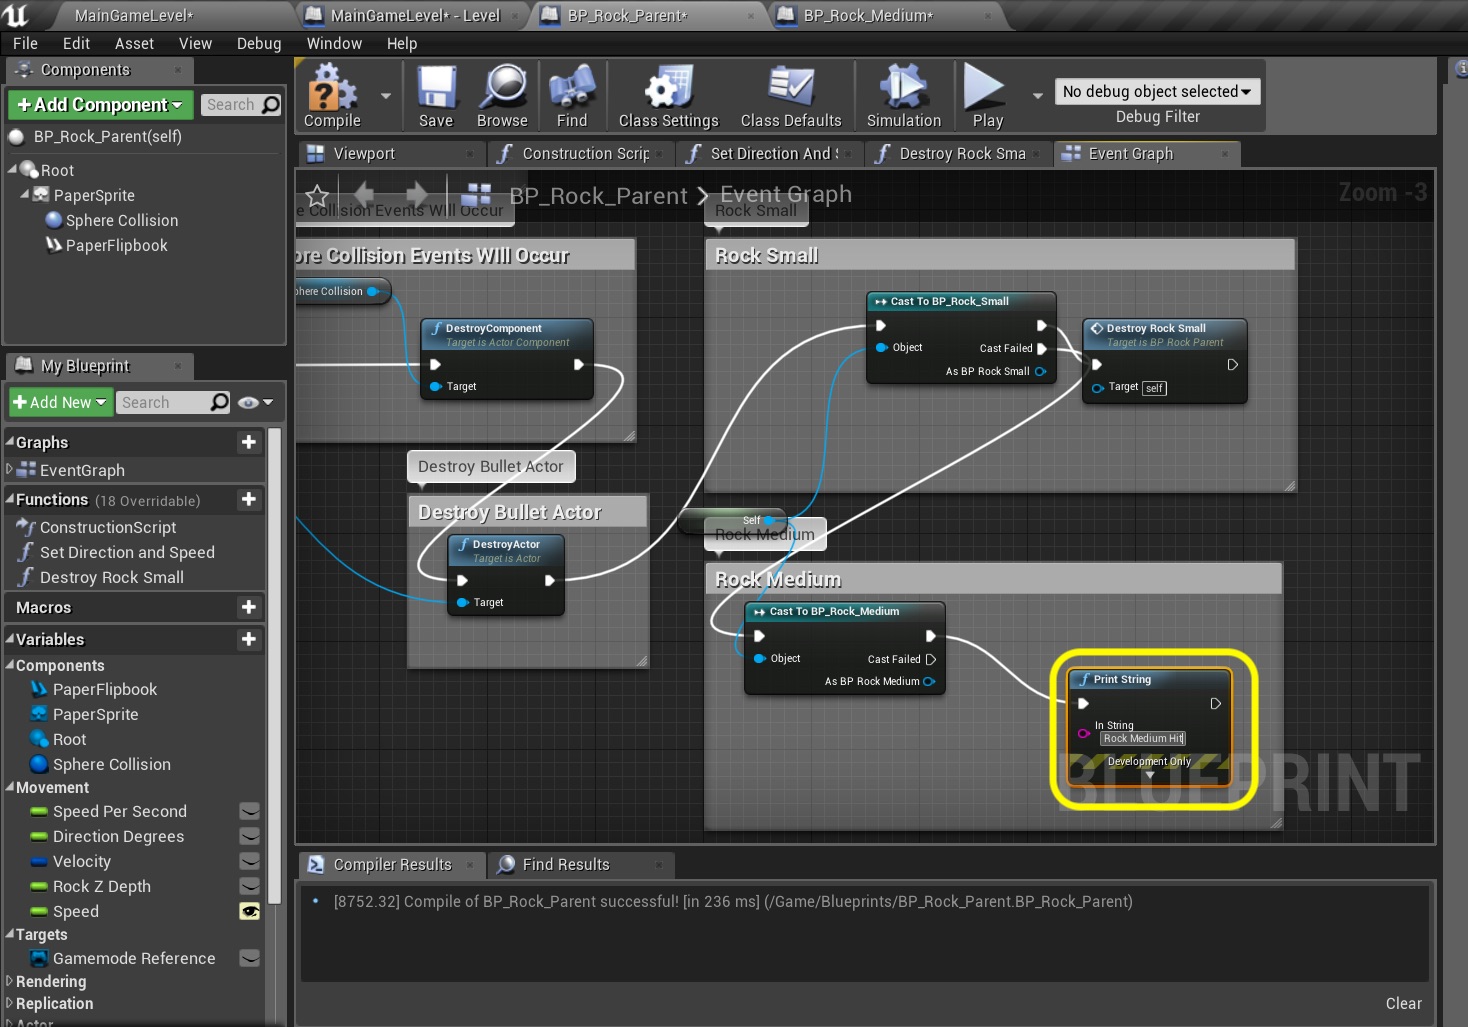 MainGameLevel*
MainGameLevel* - Level
BP_Rock_Parent*
BP_Rock_Medium*
File Edit Asset View Debug Window Help
Components
+Add Component
Search
BP_Rock_Parent(self)
Root
PaperSprite
Sphere Collision
PaperFlipbook
My Blueprint
+Add New
Search
Graphs
EventGraph
Functions (18 Overridable)
ConstructionScript
Set Direction and Speed
Destroy Rock Small
Macros
Variables
Components
PaperFlipbook
PaperSprite
Root
Sphere Collision
Movement
Speed Per Second
Direction Degrees
Velocity
Rock Z Depth
Speed
Targets
Gamemode Reference
Rendering
Replication
Actor
Compile
Save
Browse
Find
Class Settings
Class Defaults
Simulation
Play
No debug object selected
Debug Filter
Viewport
Construction Scrip
Set Direction And S
Destroy Rock Sma
Event Graph
BP_Rock_Parent > Event Graph
Zoom -3
e Collision Events Will Occur
ore Collision Events WIll Occur
phere Collision
DestroyComponent
Target is Actor Component
Target
Destroy Bullet Actor
Destroy Bullet Actor
DestroyActor
Target is Actor
Target
Rock Small
Rock Small
Cast To BP_Rock_Small
Object
Cast Failed
As BP Rock Small
Destroy Rock Small
Target is BP Rock Parent
Target self
Self
Rock Medium
Rock Medium
Cast To BP_Rock_Medium
Object
Cast Failed
As BP Rock Medium
Print String
In String
Rock Medium Hit
Development Only
BLUEPRINT
Compiler Results
Find Results
[8752.32] Compile of BP_Rock_Parent successful! [in 236 ms] (/Game/Blueprints/BP_Rock_Parent.BP_Rock_Parent)
Clear